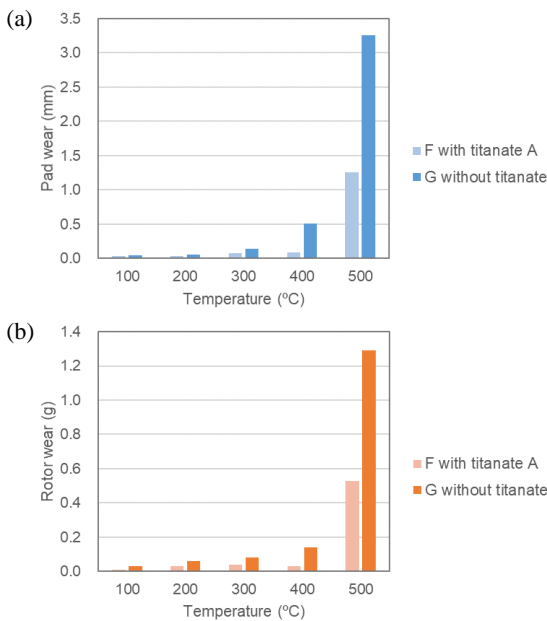 (a)
3.5
3.0
2.5
2.0
1.5
1.0
0.5
0.0
Pad wear (mm)
100 200 300 400 500
Temperature (ºC)
F with titanate A
G without titanate
(b)
1.4
1.2
1.0
0.8
0.6
0.4
0.2
0.0
Rotor wear (g)
100 200 300 400 500
Temperature (ºC)
F with titanate A
G without titanate